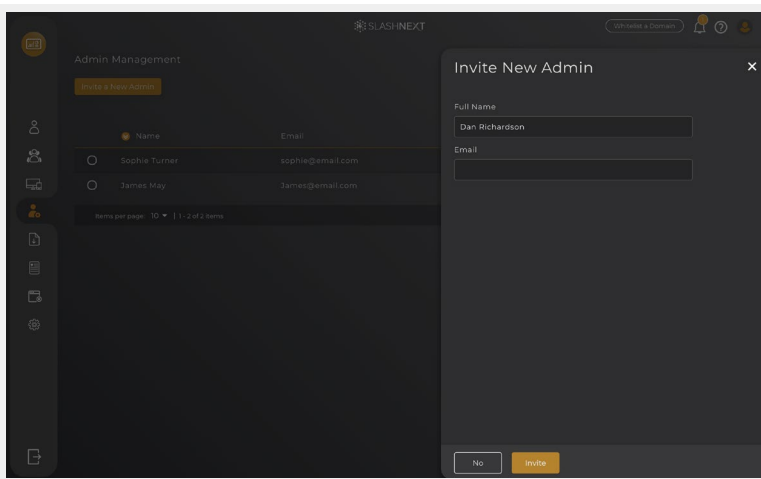 SLASHNEXT
Whitelist a Domain
Admin Management
Invite a New Admin
Name Email
Sophie Turner sophie@email.com
James May James@email.com
Items per page: 10 | 1 - 2 of 2 items
Invite New Admin
Full Name
Dan Richardson
Email
No Invite